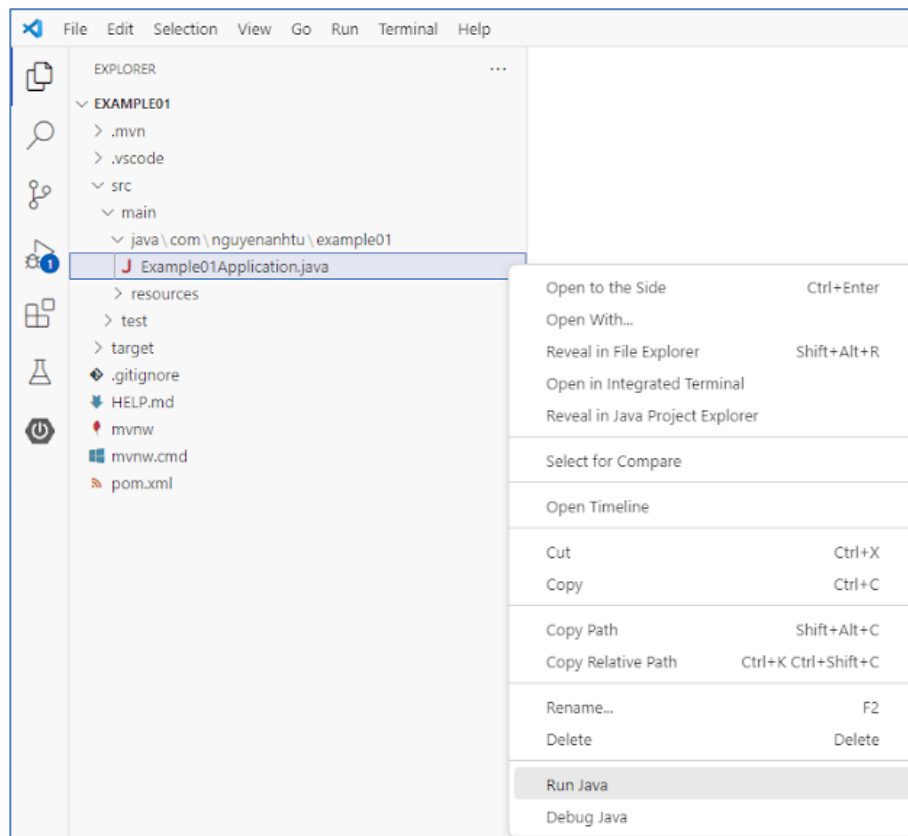 File Edit Selection View Go Run Terminal Help
EXPLORER
EXAMPLE01
.mvn
.vscode
src
main
java\com\nguyenanhtu\example01
J Example01Application.java
resources
test
target
.gitignore
HELP.md
mvnw
mvnw.cmd
pom.xml
1
Open to the Side Ctrl+Enter
Open With...
Reveal in File Explorer Shift+Alt+R
Open in Integrated Terminal
Reveal in Java Project Explorer
Select for Compare
Open Timeline
Cut Ctrl+X
Copy Ctrl+C
Copy Path Shift+Alt+C
Copy Relative Path Ctrl+K Ctrl+Shift+C
Rename... F2
Delete Delete
Run Java
Debug Java